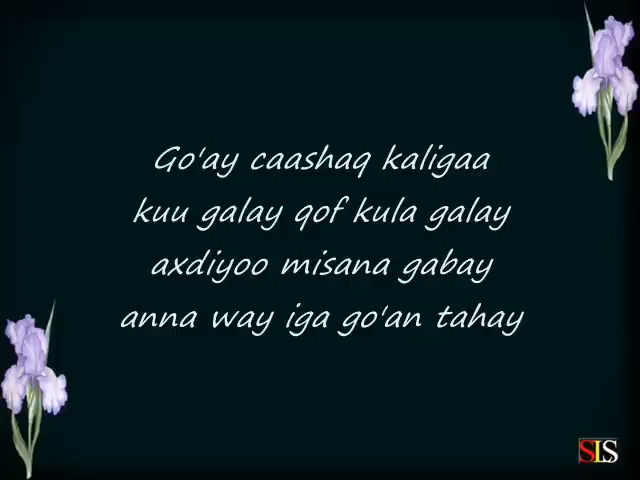 Go'ay caashaq kaligaa
kuu galay qof kula galay
axdiyoo misana gabay
anna way iga go'an tahay
SLS